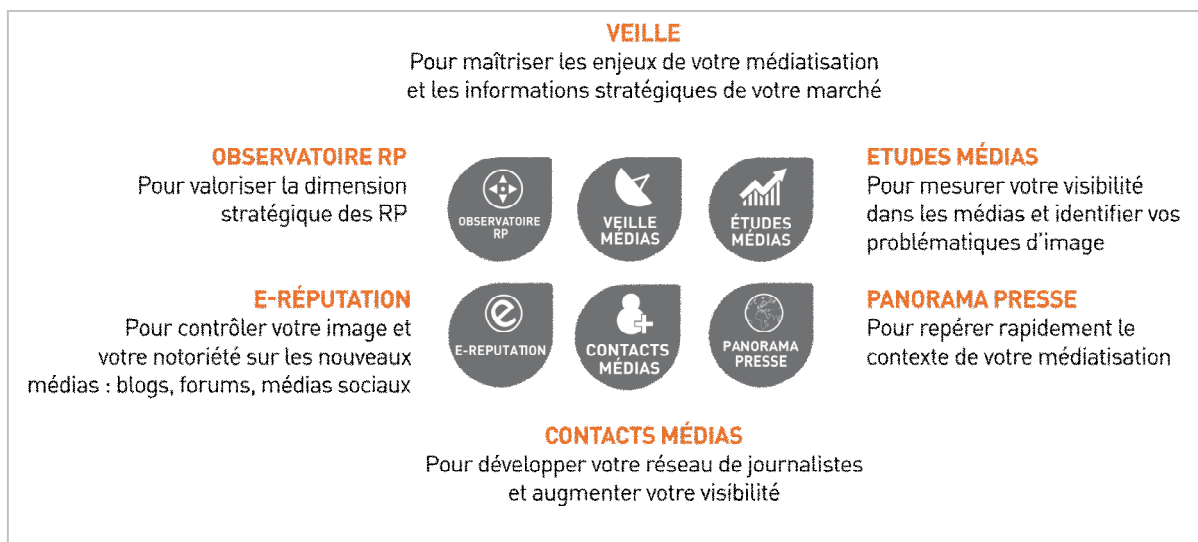 VEILLE
Pour maîtriser les enjeux de votre médiatisation
et les informations stratégiques de votre marché
OBSERVATOIRE RP
Pour valoriser la dimension
stratégique des RP
OBSERVATOIRE
RP
VEILLE
MÉDIAS
ÉTUDES
MÉDIAS
ETUDES MÉDIAS
Pour mesurer votre visibilité
dans les médias et identifier vos
problématiques d'image
E-RÉPUTATION
Pour contrôler votre image et
votre notoriété sur les nouveaux
médias : blogs, forums, médias sociaux
e
E-REPUTATION
CONTACTS
MÉDIAS
PANORAMA
PRESSE
PANORAMA PRESSE
Pour repérer rapidement le
contexte de votre médiatisation
CONTACTS MÉDIAS
Pour développer votre réseau de journalistes
et augmenter votre visibilité